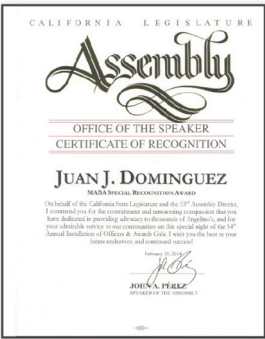 CALIFORNIA LEGISLATURE
Assembly
OFFICE OF THE SPEAKER
CERTIFICATE OF RECOGNITION
JUAN J. DOMINGUEZ
MABA SPECIAL RECOGNITION AWARD
On behalf of the California State Legislature and the 53rd Assembly District,
I commend you for the commitment and unwavering compassion that you
have dedicated in providing advocacy to thousands of Angelino's, and for
your admirable service to our communities on this special night of the 54th
Annual Installation of Officers & Awards Gala. I wish you the best in your
future endeavors and continued success!
February 15, 2014
JOHN A. PÉREZ
SPEAKER OF THE ASSEMBLY